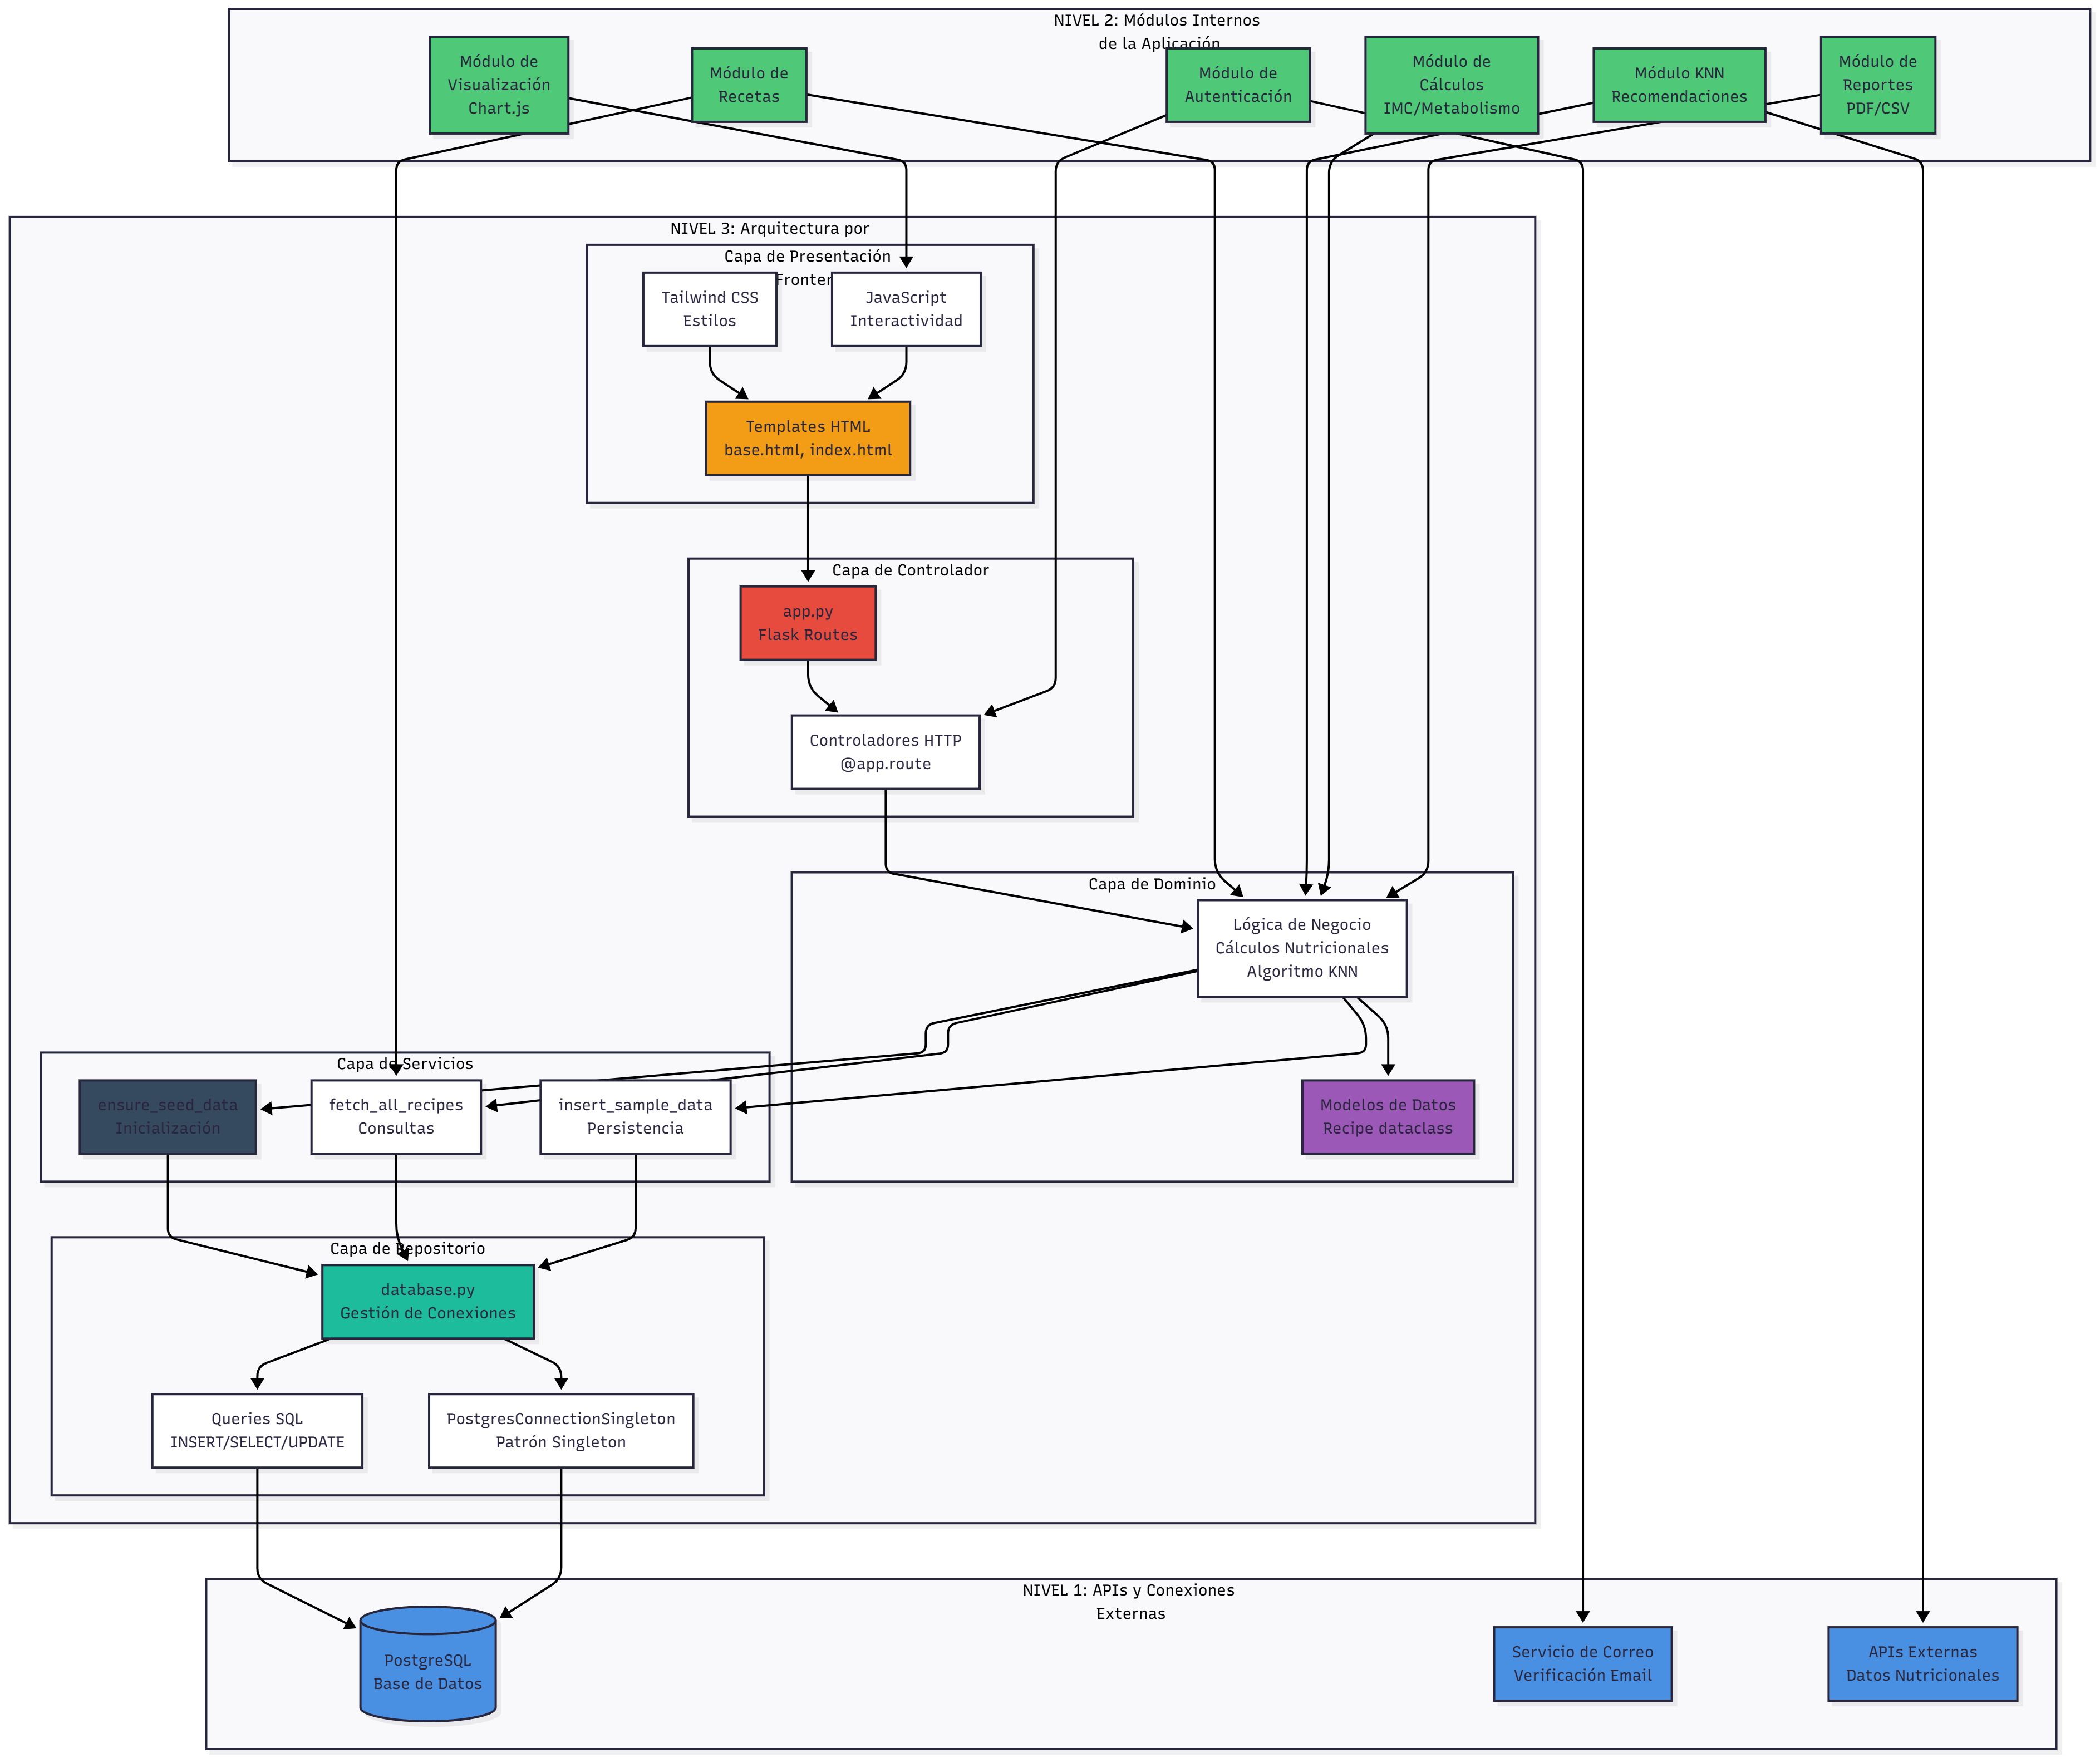 NIVEL 2: Módulos Internos
de la Aplicación
Módulo de
Visualización
Chart.js
Módulo de
Recetas
Módulo de
Autenticación
Módulo de
Cálculos
IMC/Metabolismo
Módulo KNN
Recomendaciones
Módulo de
Reportes
PDF/CSV
NIVEL 3: Arquitectura por
Capa de Presentación
Tailwind CSS
Estilos
JavaScript
Interactividad
Templates HTML
base.html, index.html
Capa de Controlador
app.py
Flask Routes
Controladores HTTP
@app.route
Capa de Dominio
Lógica de Negocio
Cálculos Nutricionales
Algoritmo KNN
Modelos de Datos
Recipe dataclass
Capa de Servicios
ensure_seed_data
Inicialización
fetch_all_recipes
Consultas
insert_sample_data
Persistencia
Capa de Repositorio
database.py
Gestión de Conexiones
Queries SQL
INSERT/SELECT/UPDATE
PostgresConnectionSingleton
Patrón Singleton
NIVEL 1: APIs y Conexiones
Externas
PostgreSQL
Base de Datos
Servicio de Correo
Verificación Email
APIs Externas
Datos Nutricionales